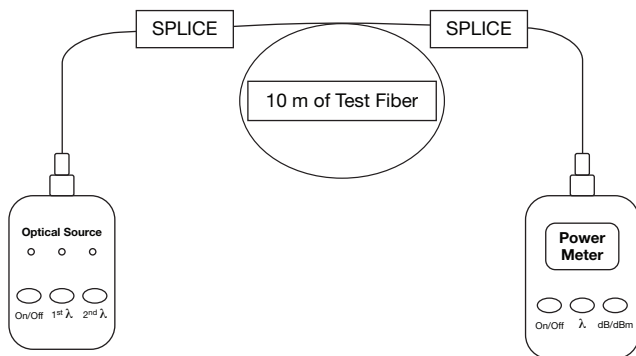 SPLICE
SPLICE
10 m of Test Fiber
Optical Source
On/Off 1st λ 2nd λ
Power
Meter
On/Off λ dB/dBm